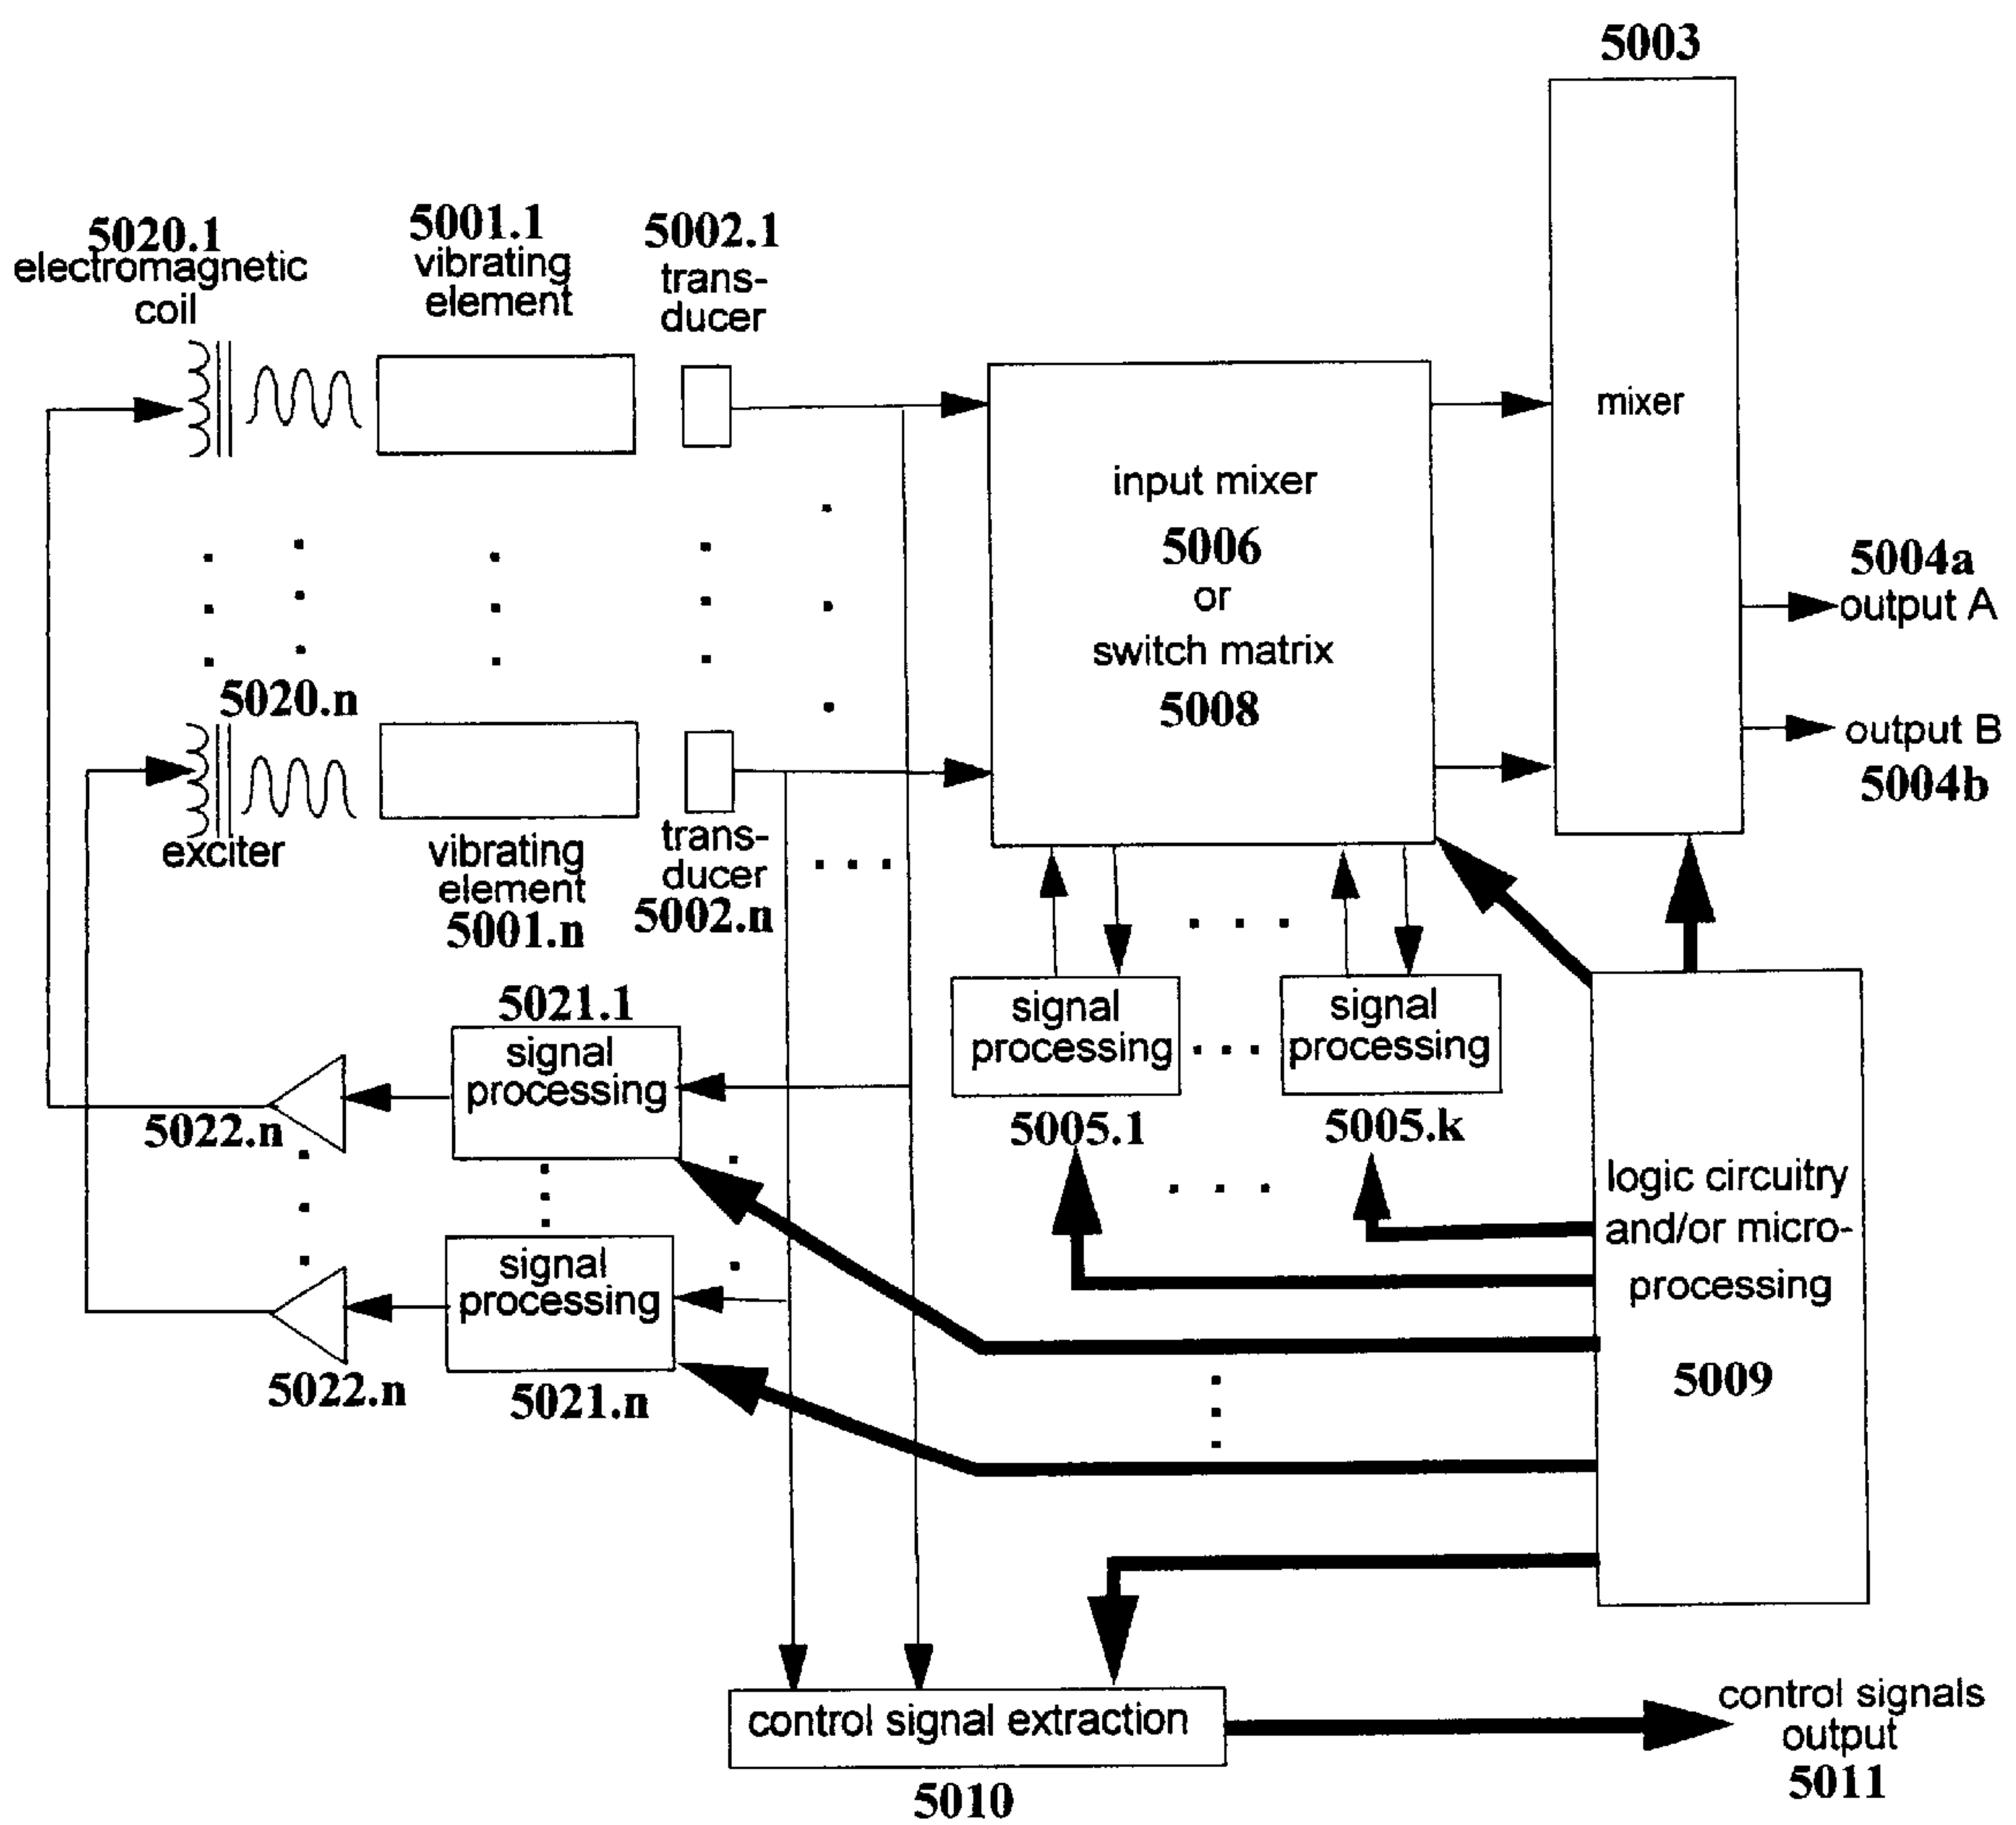 5003
5020.1
electromagnetic
coil
5001.1
vibrating
element
5002.1
trans-
ducer
mixer
input mixer
5006
or
switch matrix
5008
5004a
output A
output B
5004b
5020.n
exciter
vibrating
element
5001.n
trans-
ducer
5002.n
5021.1
signal
processing
5022.n
signal
processing
5022.n
5021.n
signal
processing
5005.1
signal
processing
5005.k
logic circuitry
and/or micro-
processing
5009
control signal extraction
5010
control signals
output
5011